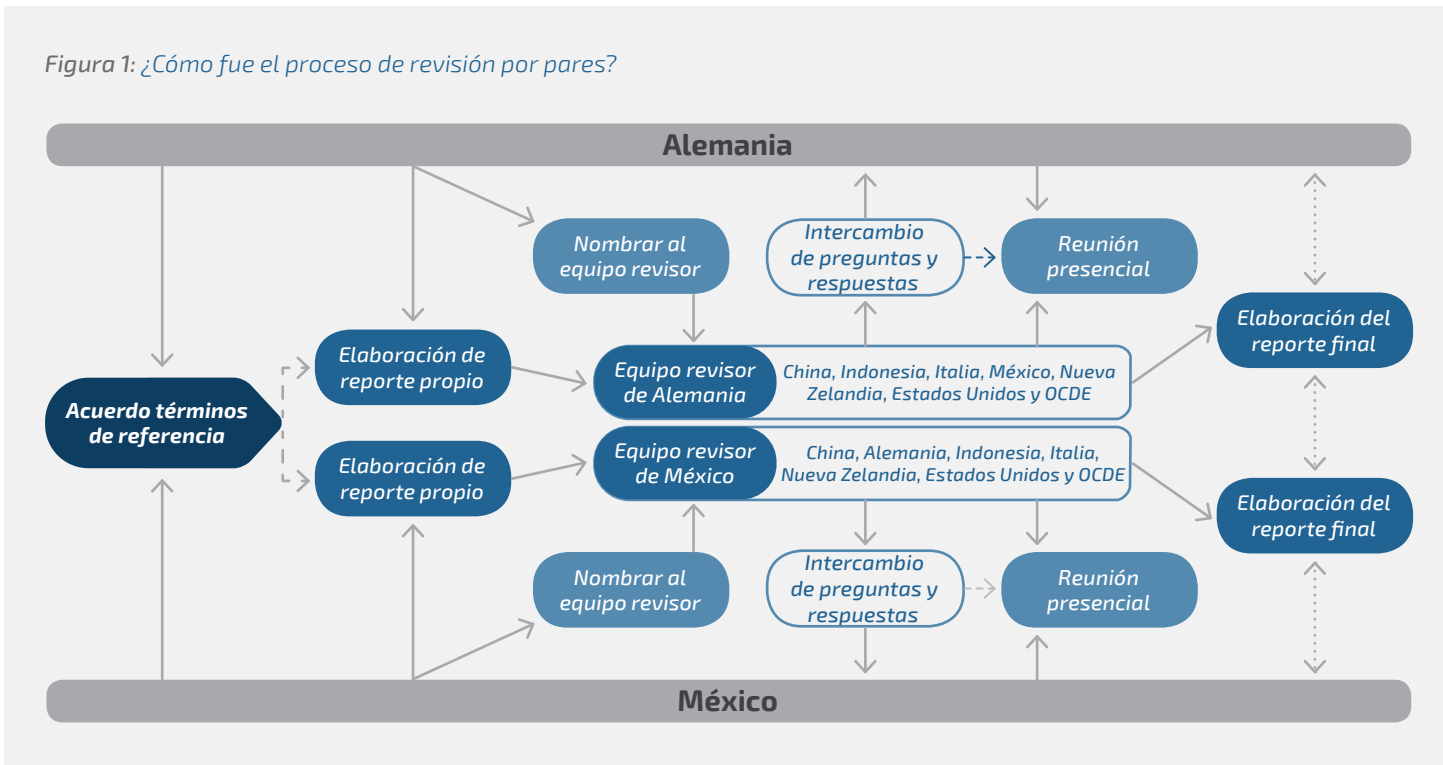 Figura 1: ¿Cómo fue el proceso de revisión por pares?
Alemania
Nombrar al
equipo revisor
Intercambio
de preguntas y
respuestas
Reunión
presencial
Elaboración de
reporte propio
Equipo revisor
de Alemania
China, Indonesia, Italia, México, Nueva
Zelandia, Estados Unidos y OCDE
Elaboración del
reporte final
Acuerdo términos
de referencia
Elaboración de
reporte propio
Equipo revisor
de México
China, Alemania, Indonesia, Italia,
Nueva Zelandia, Estados Unidos y OCDE
Elaboración del
reporte final
Nombrar al
equipo revisor
Intercambio
de preguntas y
respuestas
Reunión
presencial
México